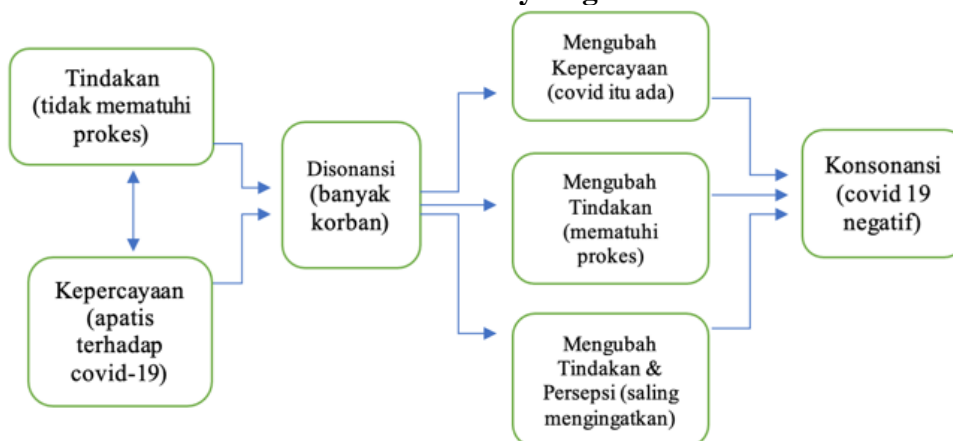 Tindakan
(tidak mematuhi
prokes)
Kepercayaan
(apatis
terhadap
covid-19)
Disonansi
(banyak
korban)
Mengubah
Kepercayaan
(covid itu ada)
Mengubah
Tindakan
(mematuhi
prokes)
Mengubah
Tindakan &
Persepsi (saling
mengingatkan)
Konsonansi
(covid 19
negatif)